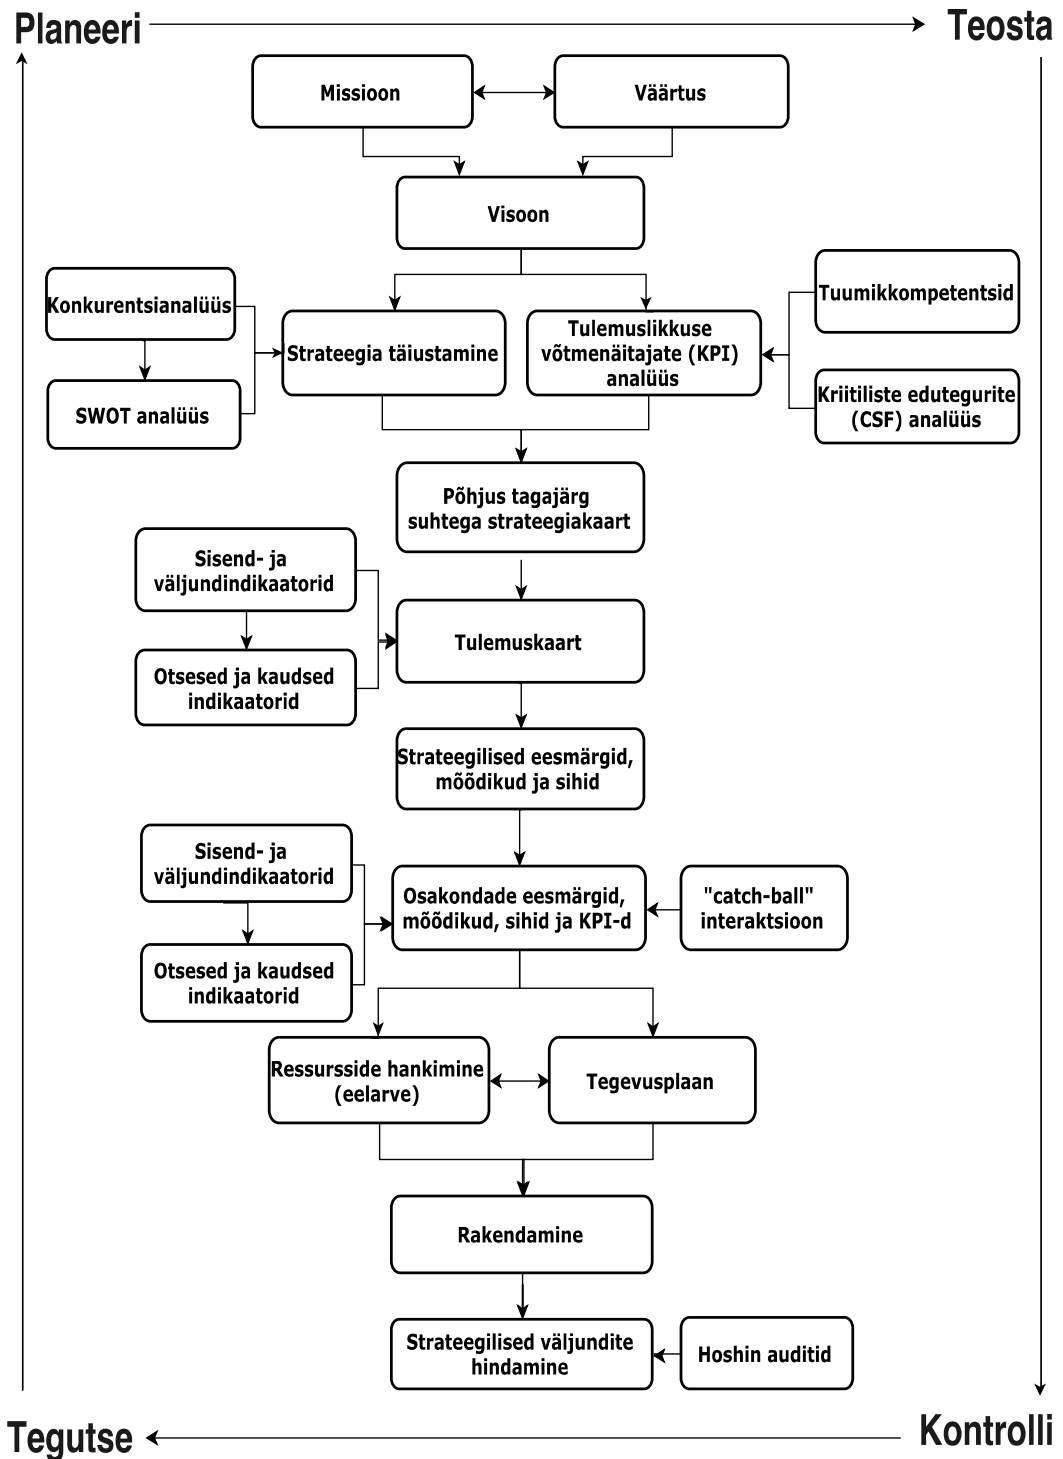 Planeeri
Teosta
Missioon
Väärtus
Visoon
Konkurentsianalüüs
SWOT analüüs
Strateegia täiustamine
Tulemuslikkuse
võtmenäitajate (KPI)
analüüs
Tuumikkompetentsid
Kriitiliste edutegurite
(CSF) analüüs
Põhjus tagajärg
suhtega strateegiakaart
Sisend- ja
väljundindikaatorid
Otsesed ja kaudsed
indikaatorid
Tulemuskaart
Strateegilised eesmärgid,
mõõdikud ja sihid
Sisend- ja
väljundindikaatorid
Otsesed ja kaudsed
indikaatorid
Osakondade eesmärgid,
mõõdikud, sihid ja KPI-d
"catch-ball"
interaktsioon
Ressursside hankimine
(eelarve)
Tegevusplaan
Rakendamine
Strateegilised väljundite
hindamine
Hoshin auditid
Tegutse
Kontrolli